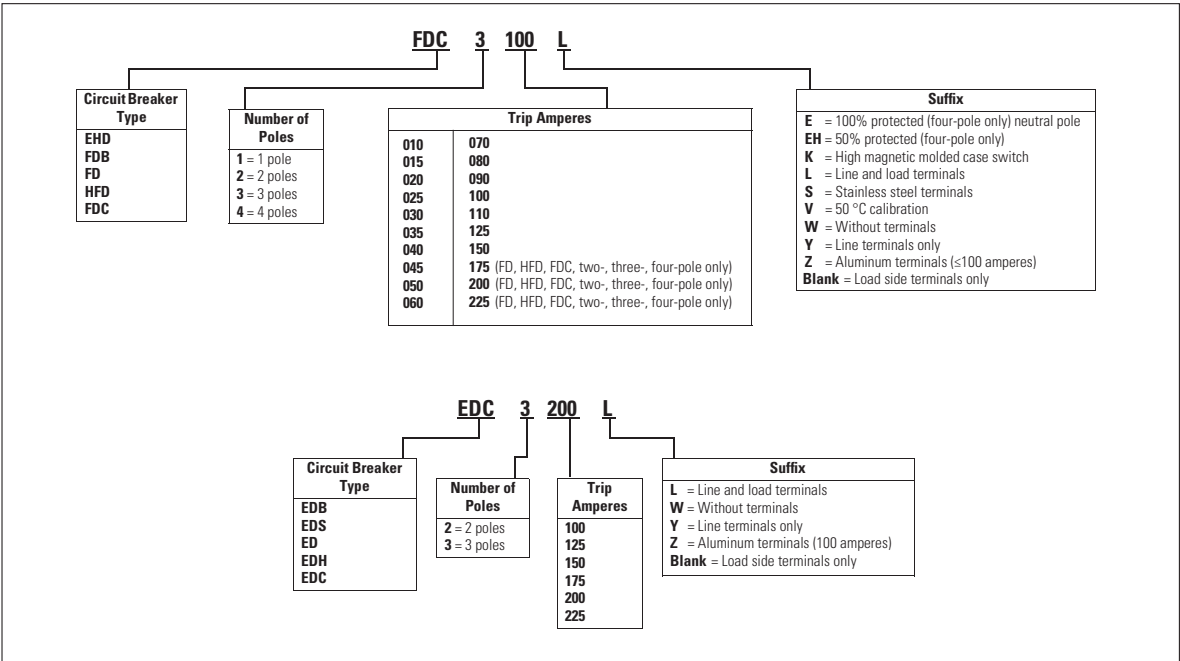 FDC 3 100 L
Circuit Breaker
Type
EHD
FDB
FD
HFD
FDC
Number of
Poles
1 = 1 pole
2 = 2 poles
3 = 3 poles
4 = 4 poles
Trip Amperes
010
015
020
025
030
035
040
045
050
060
070
080
090
100
110
125
150
175 (FD, HFD, FDC, two-, three-, four-pole only)
200 (FD, HFD, FDC, two-, three-, four-pole only)
225 (FD, HFD, FDC, two-, three-, four-pole only)
Suffix
E = 100% protected (four-pole only) neutral pole
EH = 50% protected (four-pole only)
K = High magnetic molded case switch
L = Line and load terminals
S = Stainless steel terminals
V = 50 °C calibration
W = Without terminals
Y = Line terminals only
Z = Aluminum terminals (≤100 amperes)
Blank = Load side terminals only
EDC 3 200 L
Circuit Breaker
Type
EDB
EDS
ED
EDH
EDC
Number of
Poles
2 = 2 poles
3 = 3 poles
Trip
Amperes
100
125
150
175
200
225
Suffix
L = Line and load terminals
W = Without terminals
Y = Line terminals only
Z = Aluminum terminals (100 amperes)
Blank = Load side terminals only